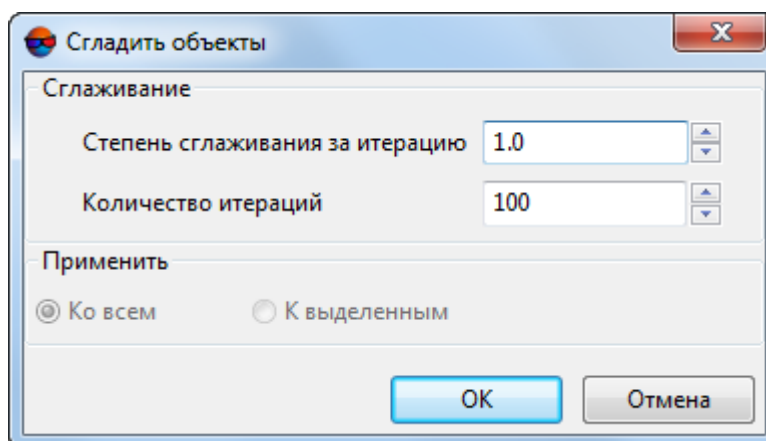 Сгладить объекты
Сглаживание
Степень сглаживания за итерацию 1.0
Количество итераций 100
Применить
Ко всем К выделенным
OK Отмена